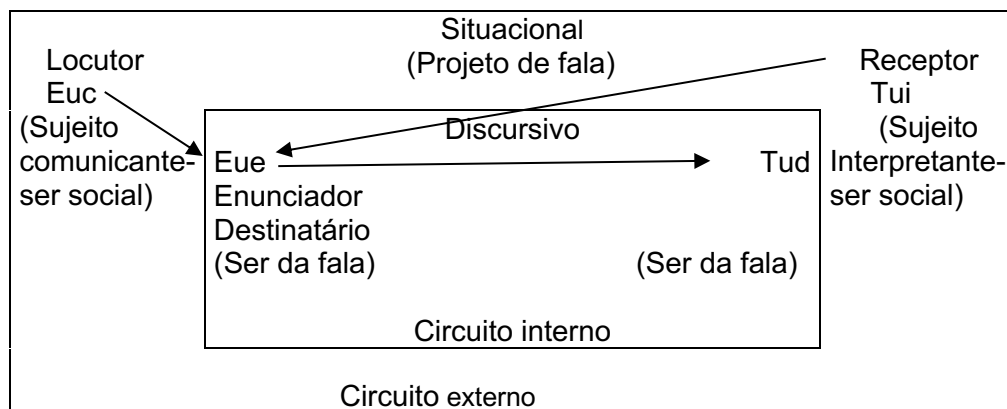 Situacional
(Projeto de fala)
Locutor
Euc
(Sujeito
comunicante-
ser social)
Receptor
Tui
(Sujeito
Interpretante-
ser social)
Discursivo
Eue
Enunciador
Destinatário
(Ser da fala)
Tud
(Ser da fala)
Circuito interno
Circuito externo